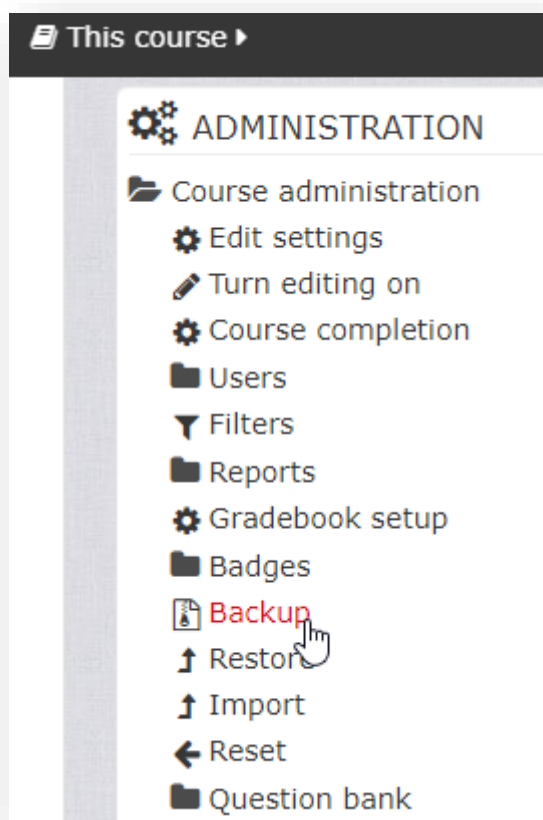 This course
ADMINISTRATION
Course administration
Edit settings
Turn editing on
Course completion
Users
Filters
Reports
Gradebook setup
Badges
Backup
Restore
Import
Reset
Question bank